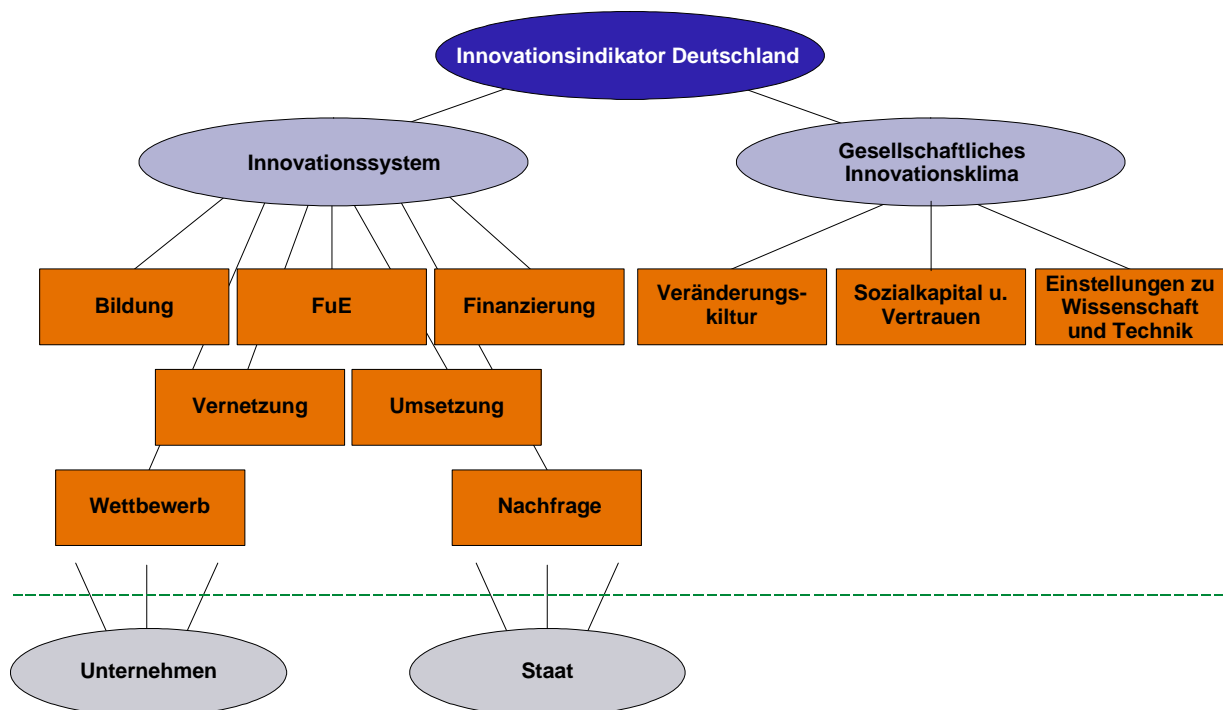 Innovationsindikator Deutschland
Innovationssystem
Gesellschaftliches
Innovationsklima
Bildung
FuE
Finanzierung
Veränderungs-
kiltur
Sozialkapital u.
Vertrauen
Einstellungen zu
Wissenschaft
und Technik
Vernetzung
Umsetzung
Wettbewerb
Nachfrage
Unternehmen
Staat